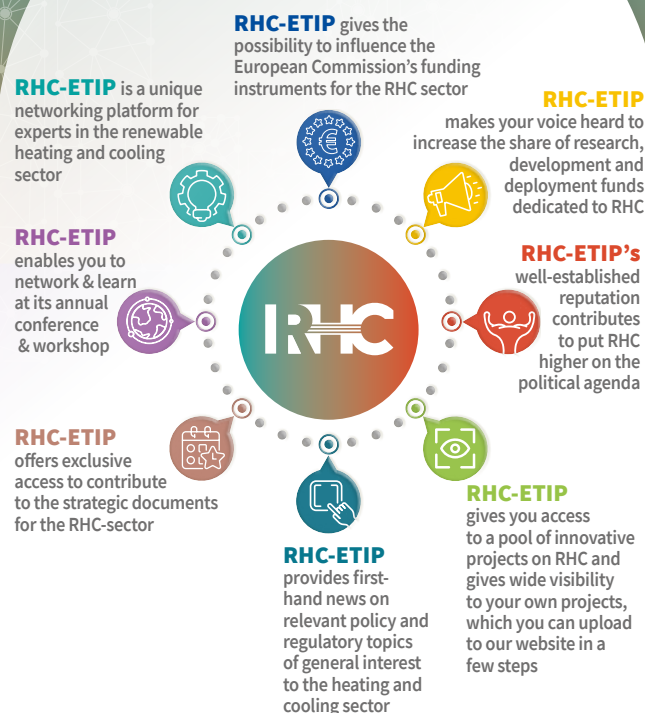 RHC-ETIP gives the
possibility to influence the
European Commission's funding
instruments for the RHC sector
RHC-ETIP
makes your voice heard to
increase the share of research,
development and
deployment funds
dedicated to RHC
RHC-ETIP's
well-established
reputation
contributes
to put RHC
higher on the
political agenda
RHC-ETIP
gives you access
to a pool of innovative
projects on RHC and
gives wide visibility
to your own projects,
which you can upload
to our website in a
few steps
RHC-ETIP
provides first-
hand news on
relevant policy and
regulatory topics
of general interest
to the heating and
cooling sector
RHC-ETIP
offers exclusive
access to contribute
to the strategic documents
for the RHC-sector
RHC-ETIP
enables you to
network & learn
at its annual
conference
& workshop
RHC-ETIP is a unique
networking platform for
experts in the renewable
heating and cooling
sector
RHC
€